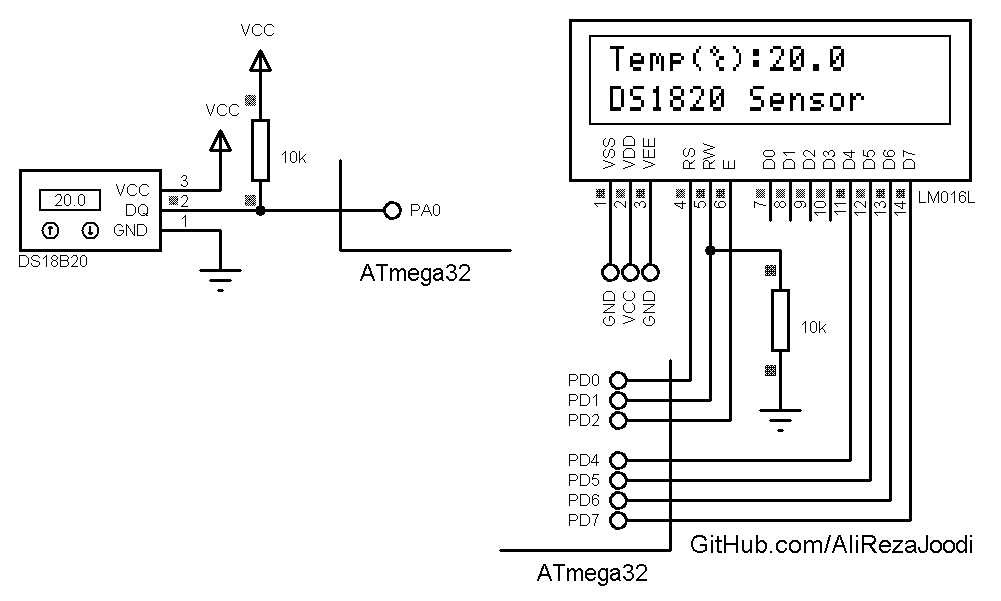 VCC
VCC
10k
20.0
VCC
DQ
GND
3
2
1
DS18B20
PA0
ATmega32
Temp(℃):20.0
DS1820 Sensor
VSS
VDD
VEE
RS
RW
E
D0
D1
D2
D3
D4
D5
D6
D7
1
2
3
4
5
6
7
8
9
10
11
12
13
14
LM016L
GND
VCC
GND
10k
PD0
PD1
PD2
PD4
PD5
PD6
PD7
GitHub.com/AliRezaJoodi
ATmega32